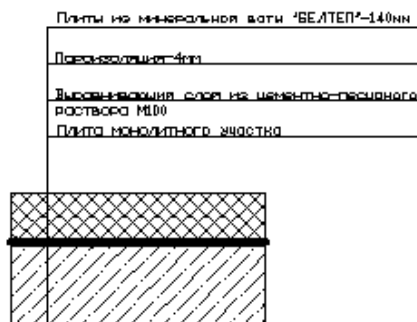 Плиты из минеральной ваты "БЕЛТЕП"-140мм
Пароизоляция-4мм
Выравнивающий слой из цементно-песчаного
раствора М100
Плита монолитного участка